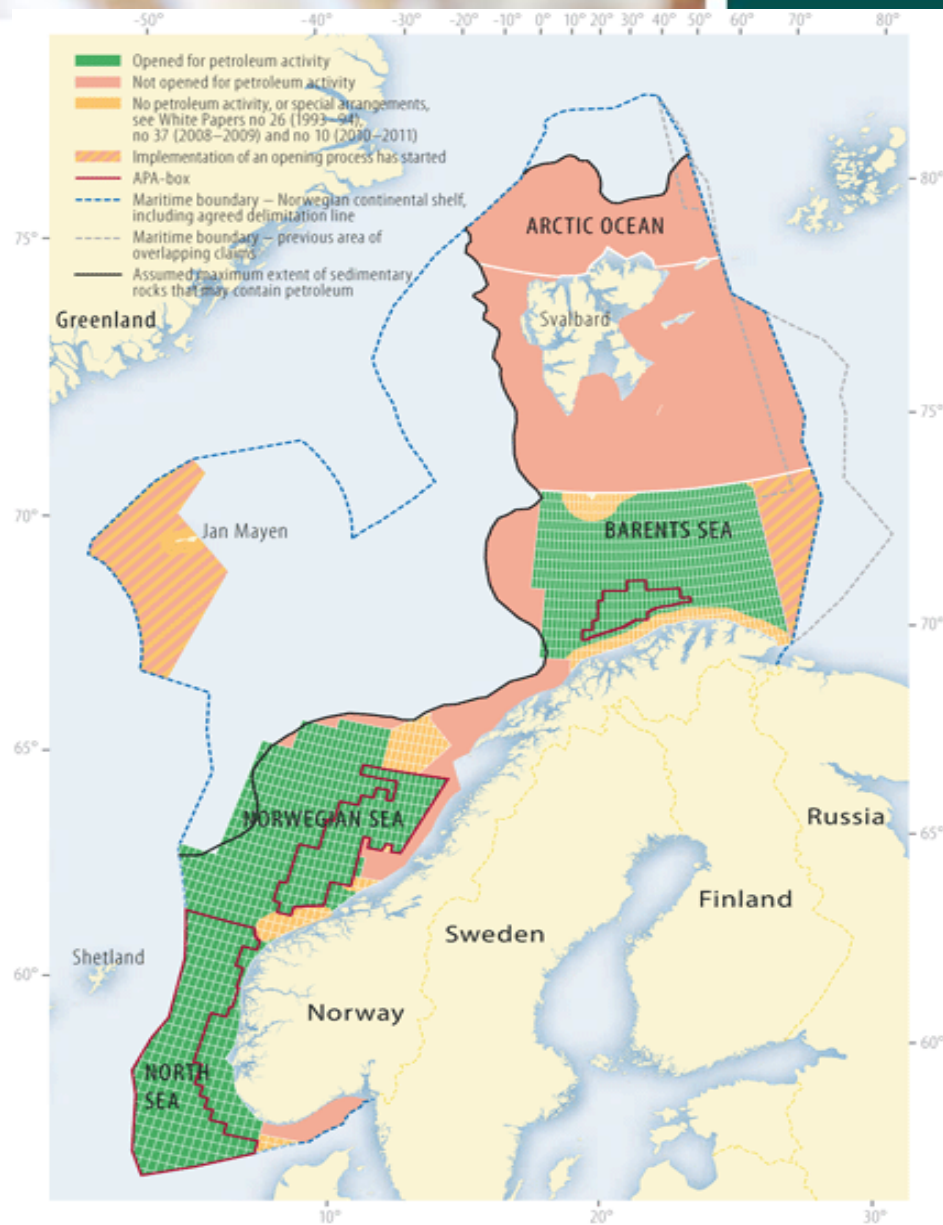 -50° -40° -30° -20° -10° 0° 10° 20° 30° 40° 50° 60° 70° 80°
Opened for petroleum activity
Not opened for petroleum activity
No petroleum activity, or special arrangements,
see White Papers no 26 (1993–94),
no 37 (2008–2009) and no 10 (2010–2011)
Implementation of an opening process has started
APA-box
Maritime boundary – Norwegian continental shelf,
including agreed delimitation line
Maritime boundary – previous area of
overlapping claims
Assumed maximum extent of sedimentary
rocks that may contain petroleum
80°
ARCTIC OCEAN
75°
Greenland
Svalbard
75°
70°
Jan Mayen
BARENTS SEA
70°
65°
NORWEGIAN SEA
Russia
65°
Finland
Sweden
Shetland
60°
Norway
60°
NORTH
SEA
10° 20° 30°